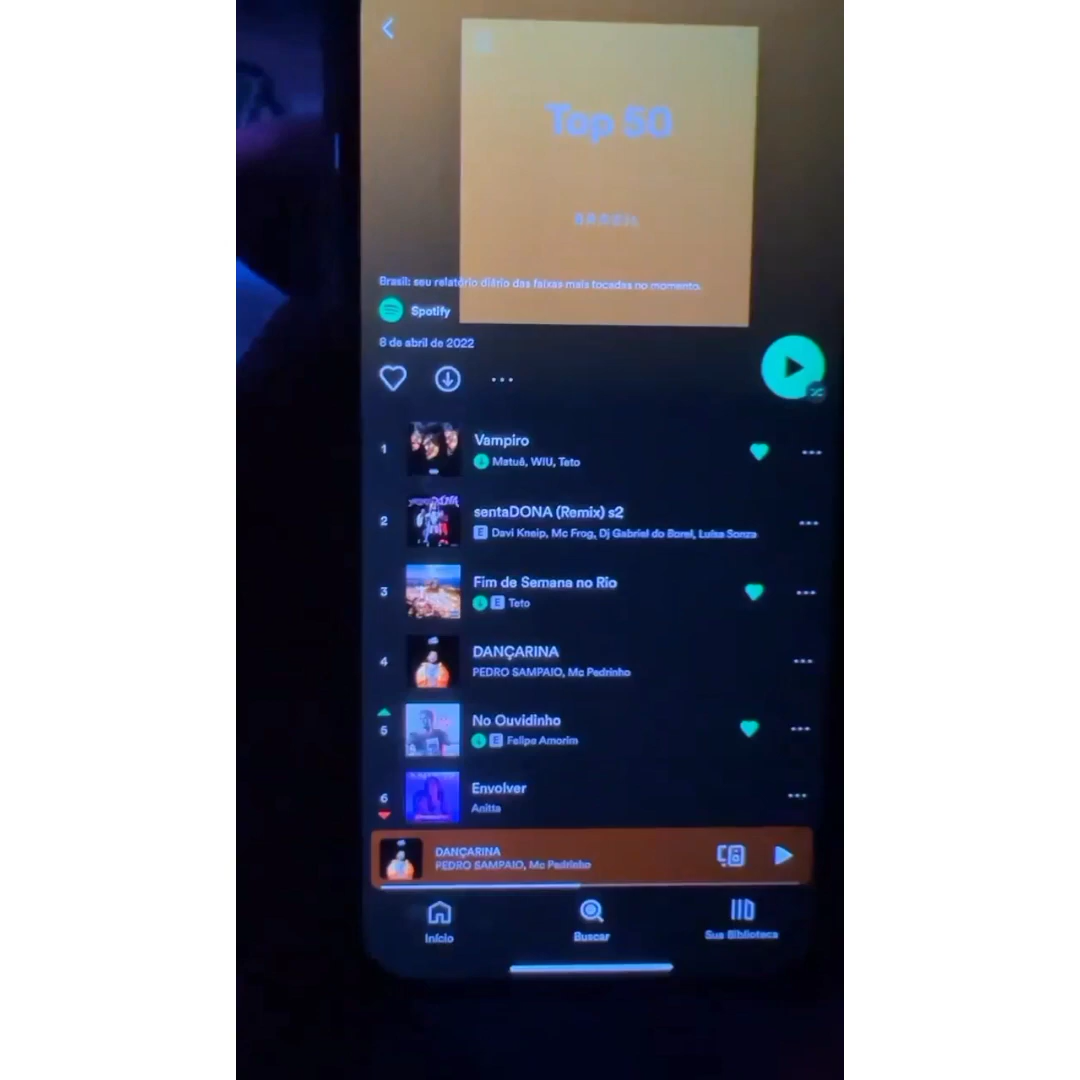 Top 50
BRASIL
Brasil: seu relatório diário das faixas mais tocadas no momento.
Spotify
8 de abril de 2022
1
Vampiro
Matuê, WIU, Teto
2
sentaDONA (Remix) s2
E Davi Kneip, Mc Frog, Dj Gabriel do Borel, Luísa Sonza
3
Fim de Semana no Rio
E Teto
4
DANÇARINA
PEDRO SAMPAIO, Mc Pedrinho
5
No Ouvidinho
E Felipe Amorim
6
Envolver
Anitta
DANÇARINA
PEDRO SAMPAIO, Mc Pedrinho
Início
Buscar
Sua Biblioteca